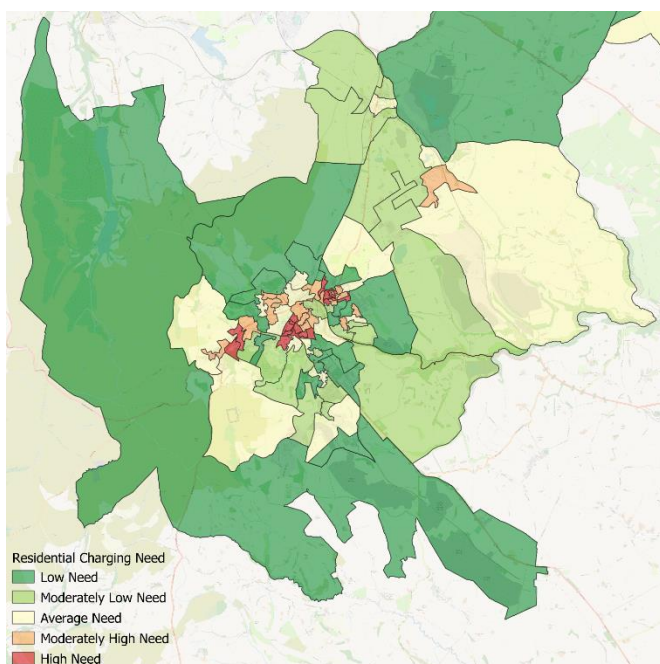 Residential Charging Need
Low Need
Moderately Low Need
Average Need
Moderately High Need
High Need